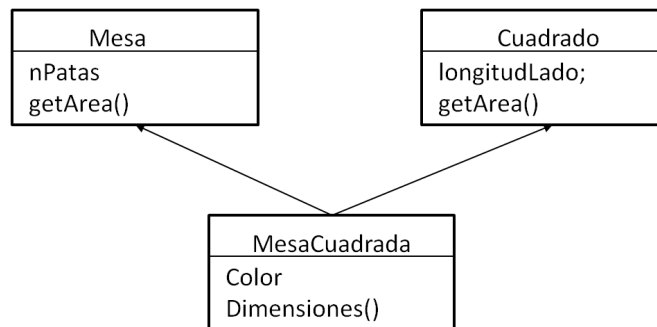 Mesa
nPatas
getArea()
Cuadrado
longitudLado;
getArea()
MesaCuadrada
Color
Dimensiones()